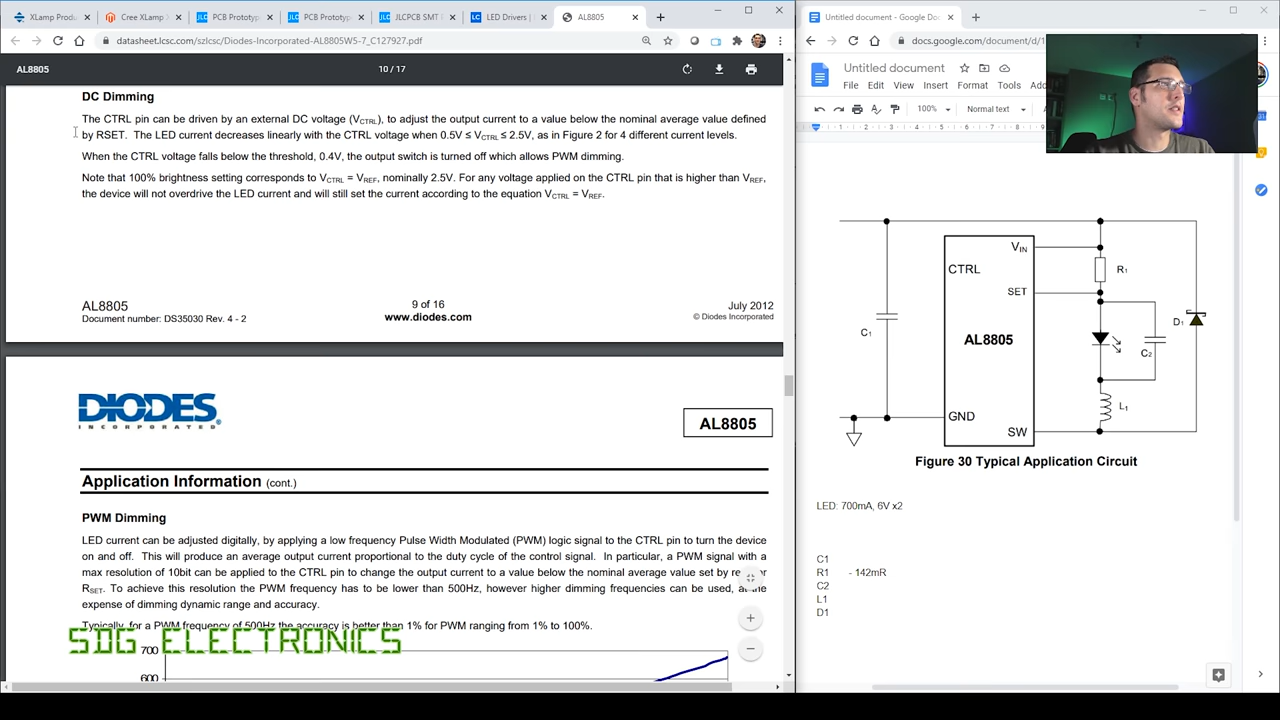 XLamp Produ
Cree XLamp
PCB Prototyp
PCB Prototyp
JLCPCB SMT
LED Drivers |
AL8805
Untitled document - Google Doc
datasheet.lcsc.com/szlcsc/Diodes-Incorporated-AL8805W5-7_C127927.pdf
docs.google.com/document/d/
AL8805
10 / 17
Untitled document
File Edit View Insert Format Tools
100%
Normal text
DC Dimming
The CTRL pin can be driven by an external DC voltage (VCTRL), to adjust the output current to a value below the nominal average value defined
by RSET. The LED current decreases linearly with the CTRL voltage when 0.5V ≤ VCTRL ≤ 2.5V, as in Figure 2 for 4 different current levels.
When the CTRL voltage falls below the threshold, 0.4V, the output switch is turned off which allows PWM dimming.
Note that 100% brightness setting corresponds to VCTRL = VREF, nominally 2.5V. For any voltage applied on the CTRL pin that is higher than VREF,
the device will not overdrive the LED current and will still set the current according to the equation VCTRL = VREF.
AL8805
Document number: DS35030 Rev. 4 - 2
9 of 16
www.diodes.com
July 2012
© Diodes Incorporated
DIODES
INCORPORATED
AL8805
Application Information (cont.)
PWM Dimming
LED current can be adjusted digitally, by applying a low frequency Pulse Width Modulated (PWM) logic signal to the CTRL pin to turn the device
on and off. This will produce an average output current proportional to the duty cycle of the control signal. In particular, a PWM signal with a
max resolution of 10bit can be applied to the CTRL pin to change the output current to a value below the nominal average value set by
RSET. To achieve this resolution the PWM frequency has to be lower than 500Hz, however higher dimming frequencies can be used, at the
expense of dimming dynamic range and accuracy.
Typically, for a PWM frequency of 500Hz the accuracy is better than 1% for PWM ranging from 1% to 100%.
700
600
SDG ELECTRONICS
VIN
CTRL
R1
SET
D1
C1
AL8805
C2
L1
GND
SW
Figure 30 Typical Application Circuit
LED: 700mA, 6V x2
C1
R1 - 142mR
C2
L1
D1